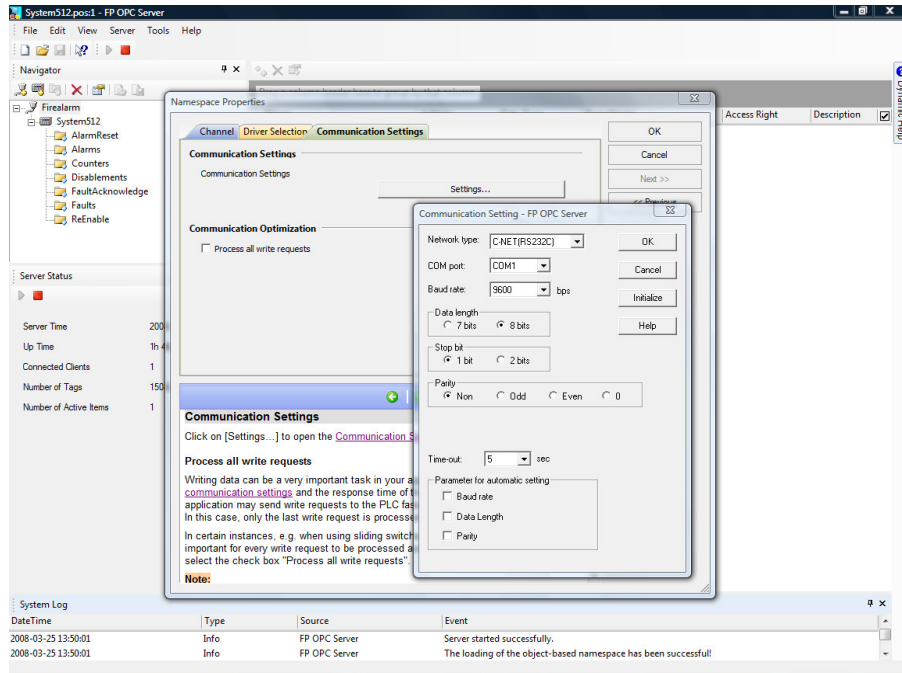 System512.pos:1 - FP OPC Server
File Edit View Server Tools Help
Navigator
Firealarm
System512
AlarmReset
Alarms
Counters
Disablements
FaultAcknowledge
Faults
ReEnable
Access Right Description
Dynamic Help
Server Status
Server Time 200
Up Time 1h 4
Connected Clients 1
Number of Tags 150
Number of Active Items 1
Namespace Properties
Channel Driver Selection Communication Settings
Communication Settings
Communication Settings
Settings...
Communication Optimization
Process all write requests
OK
Cancel
Next >>
<< Previous
Communication Settings
Click on [Settings...] to open the Communication S
Process all write requests
Writing data can be a very important task in your a
communication settings and the response time of t
application may send write requests to the PLC fas
In this case, only the last write request is processe
In certain instances, e.g. when using sliding switch
important for every write request to be processed a
select the check box "Process all write requests".
Note:
Communication Setting - FP OPC Server
Network type: C-NET(RS232C)
COM port: COM1
Baud rate: 9600 bps
Data length
7 bits 8 bits
Stop bit
1 bit 2 bits
Parity
Non Odd Even 0
Time-out: 5 sec
Parameter for automatic setting
Baud rate
Data Length
Parity
OK
Cancel
Initialize
Help
System Log
DateTime Type Source Event
2008-03-25 13:50:01 Info FP OPC Server Server started successfully.
2008-03-25 13:50:01 Info FP OPC Server The loading of the object-based namespace has been successful!